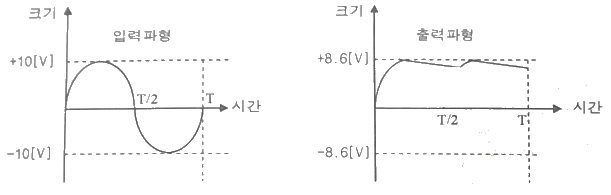 크기
입력파형
+10[V]
T/2
T
시간
-10[V]
크기
출력파형
+8.6[V]
T/2
T
시간
-8.6[V]